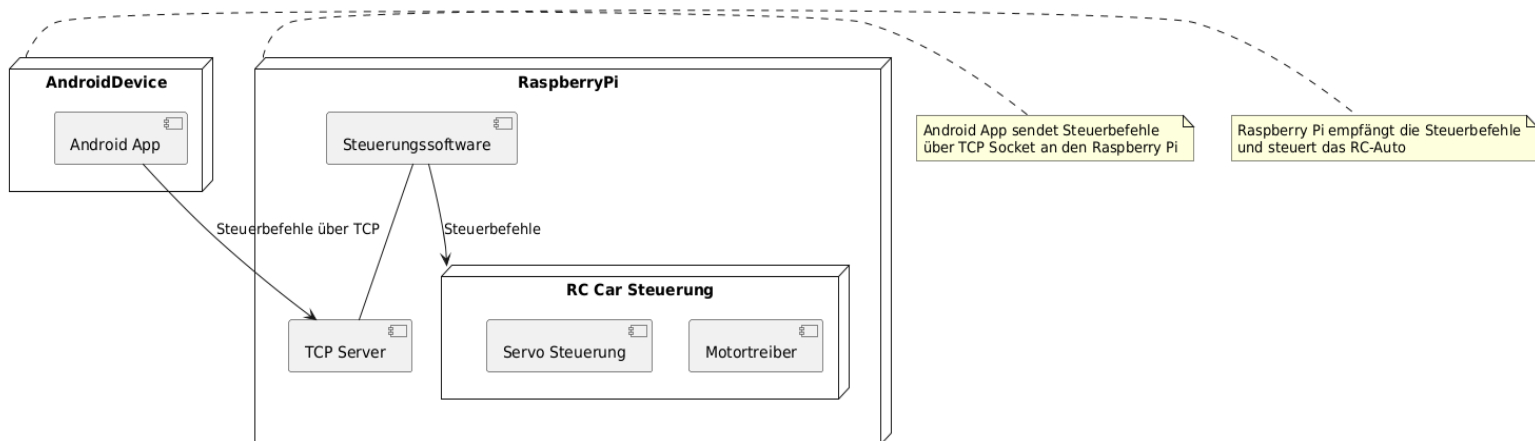 AndroidDevice
Android App
RaspberryPi
Steuerungssoftware
Android App sendet Steuerbefehle
über TCP Socket an den Raspberry Pi
Raspberry Pi empfängt die Steuerbefehle
und steuert das RC-Auto
Steuerbefehle über TCP
Steuerbefehle
RC Car Steuerung
TCP Server
Servo Steuerung
Motortreiber